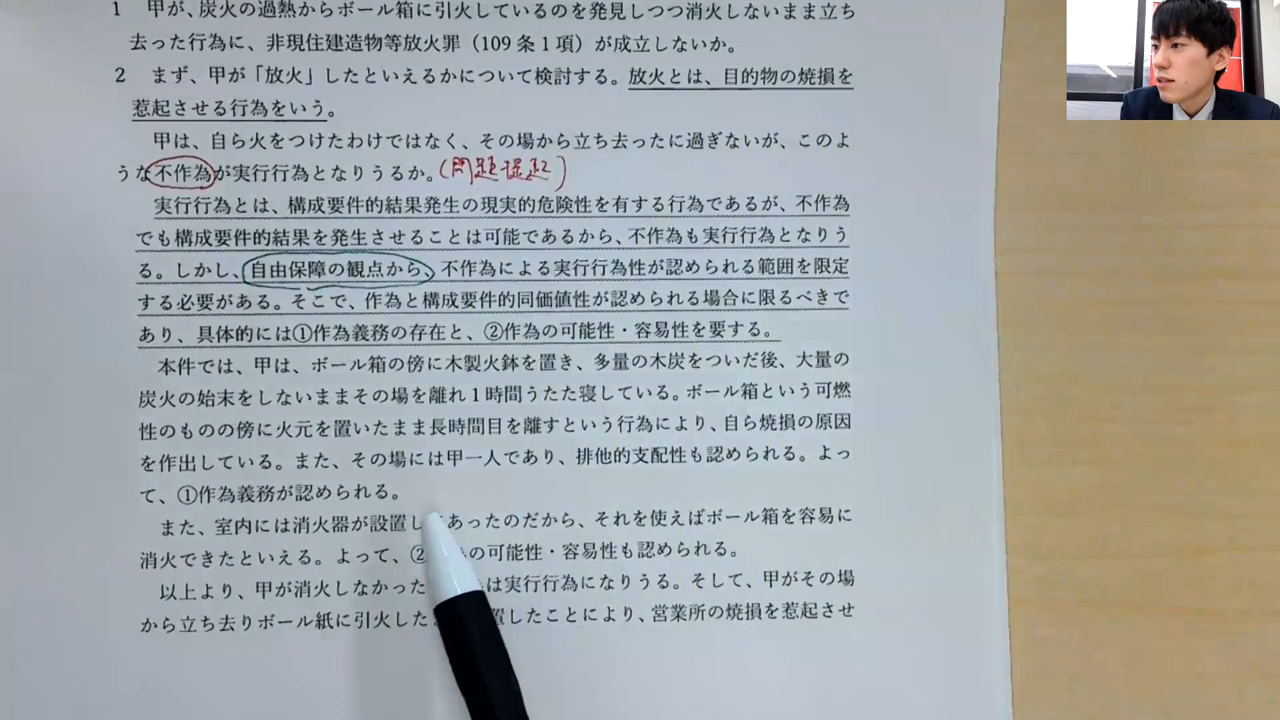 1　甲が、炭火の過熱からボール箱に引火しているのを発見しつつ消火しないまま立ち
去った行為に、非現住建造物等放火罪（109条1項）が成立しないか。
2　まず、甲が「放火」したといえるかについて検討する。放火とは、目的物の焼損を
惹起させる行為をいう。
甲は、自ら火をつけたわけではなく、その場から立ち去ったに過ぎないが、このよ
うな不作為が実行行為となりうるか。（問題提起）
実行行為とは、構成要件的結果発生の現実的危険性を有する行為であるが、不作為
でも構成要件的結果を発生させることは可能であるから、不作為も実行行為となりう
る。しかし、自由保障の観点から、不作為による実行行為性が認められる範囲を限定
する必要がある。そこで、作為と構成要件的同価値性が認められる場合に限るべきで
あり、具体的には①作為義務の存在と、②作為の可能性・容易性を要する。
本件では、甲は、ボール箱の傍に木製火鉢を置き、多量の木炭をついだ後、大量の
炭火の始末をしないままその場を離れ1時間うたた寝している。ボール箱という可燃
性のものの傍に火元を置いたまま長時間目を離すという行為により、自ら焼損の原因
を作出している。また、その場には甲一人であり、排他的支配性も認められる。よっ
て、①作為義務が認められる。
また、室内には消火器が設置し あったのだから、それを使えばボール箱を容易に
消火できたといえる。よって、② の可能性・容易性も認められる。
以上より、甲が消火しなかった は実行行為になりうる。そして、甲がその場
から立ち去りボール紙に引火した 置したことにより、営業所の焼損を惹起させ